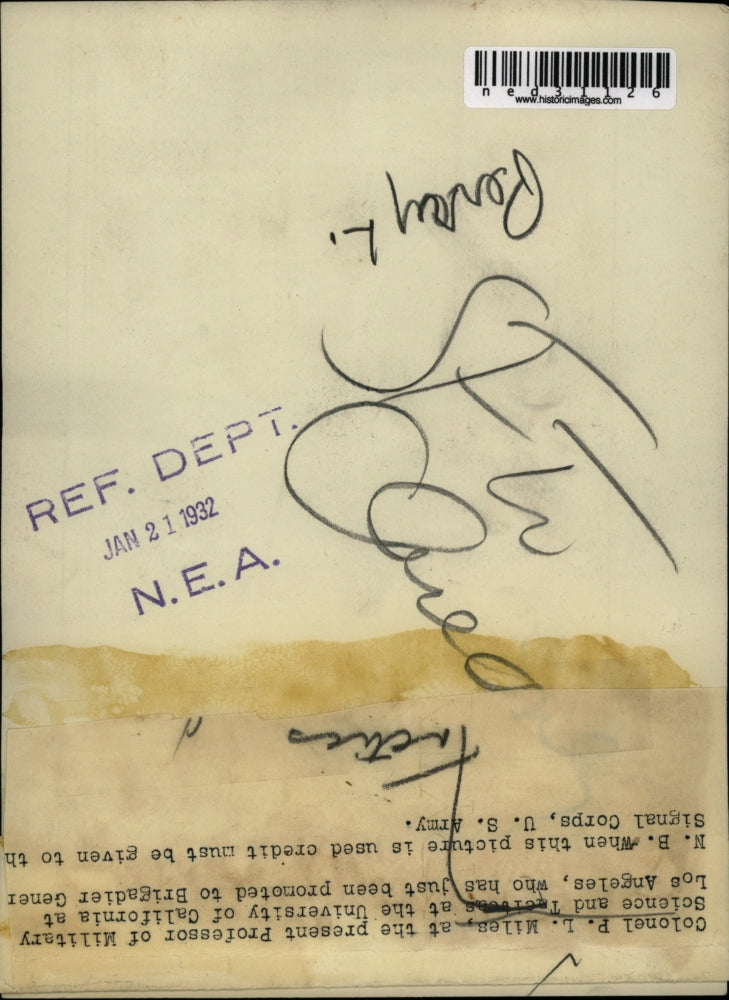 ned31126
www.historicimages.com
Percy L.
REF. DEPT.
JAN 21 1932
N.E.A.
Tactics
Colonel P. L. Miles, at the present Professor of Military
Science and at the University of California at
Los Angeles, who has just been promoted to Brigadier Gener
N. B. When this picture is used credit must be given to th
Signal Corps, U. S. Army.